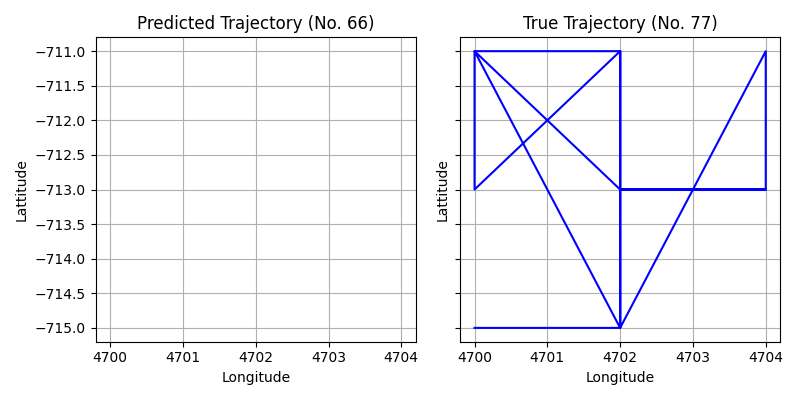 Predicted Trajectory (No. 66)
True Trajectory (No. 77)
Lattitude
−711.0
−711.5
−712.0
−712.5
−713.0
−713.5
−714.0
−714.5
−715.0
4700 4701 4702 4703 4704
Longitude
Lattitude
4700 4701 4702 4703 4704
Longitude